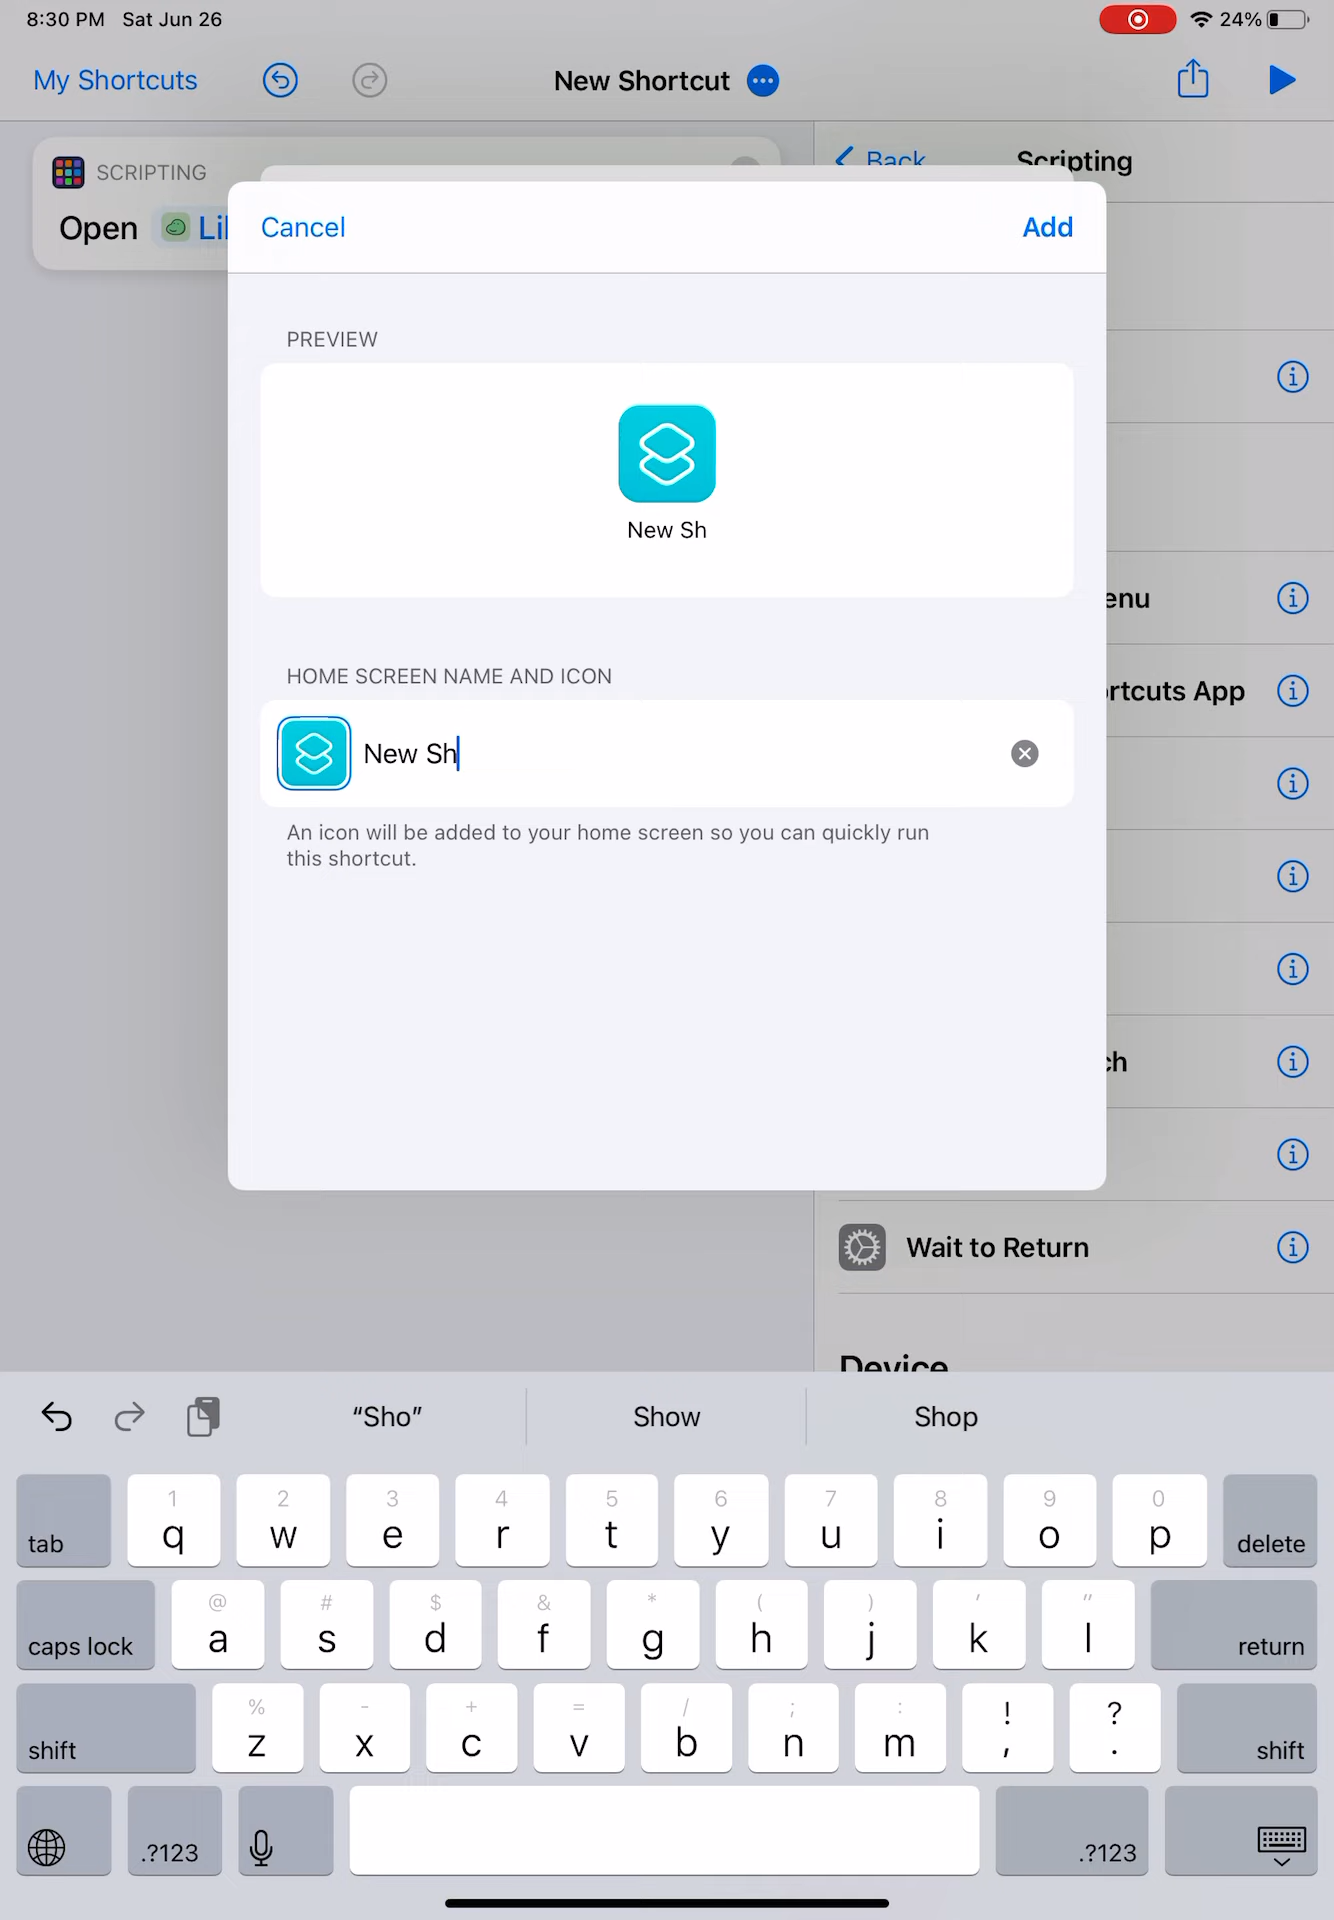 8:30 PM Sat Jun 26
24%
My Shortcuts
New Shortcut
SCRIPTING
Open
Back
Scripting
Cancel
Add
PREVIEW
New Sh
HOME SCREEN NAME AND ICON
New Sh
An icon will be added to your home screen so you can quickly run
this shortcut.
enu
rtcuts App
ch
Wait to Return
Device
“Sho”
Show
Shop
1 2 3 4 5 6 7 8 9 0
tab q w e r t y u i o p delete
@ # $ & * ( ) ' "
caps lock a s d f g h j k l return
% - + = / ; : ! ?
shift z x c v b n m , . shift
.?123
.?123